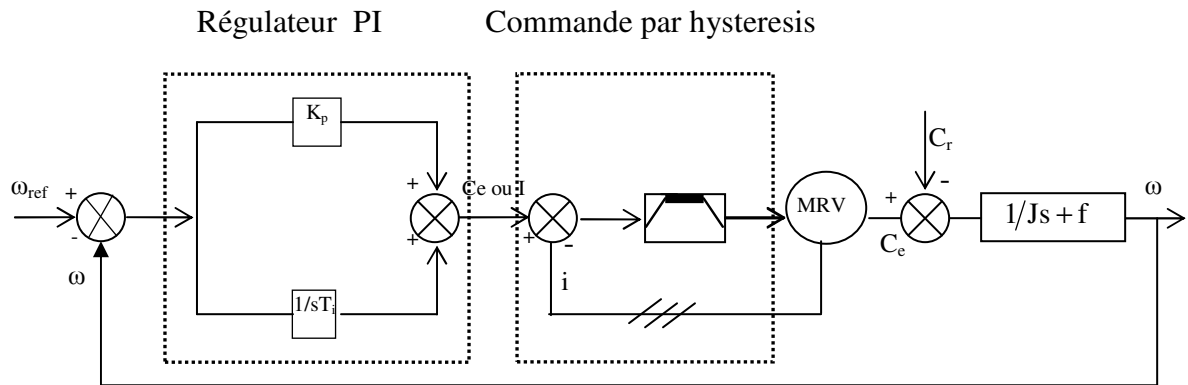 Régulateur PI
Commande par hysteresis
K_p
C_r
ω_ref
+
-
+
+
Ce ou I
+
-
MRV
+
-
C_e
1/Js + f
ω
ω
i
1/sT_i